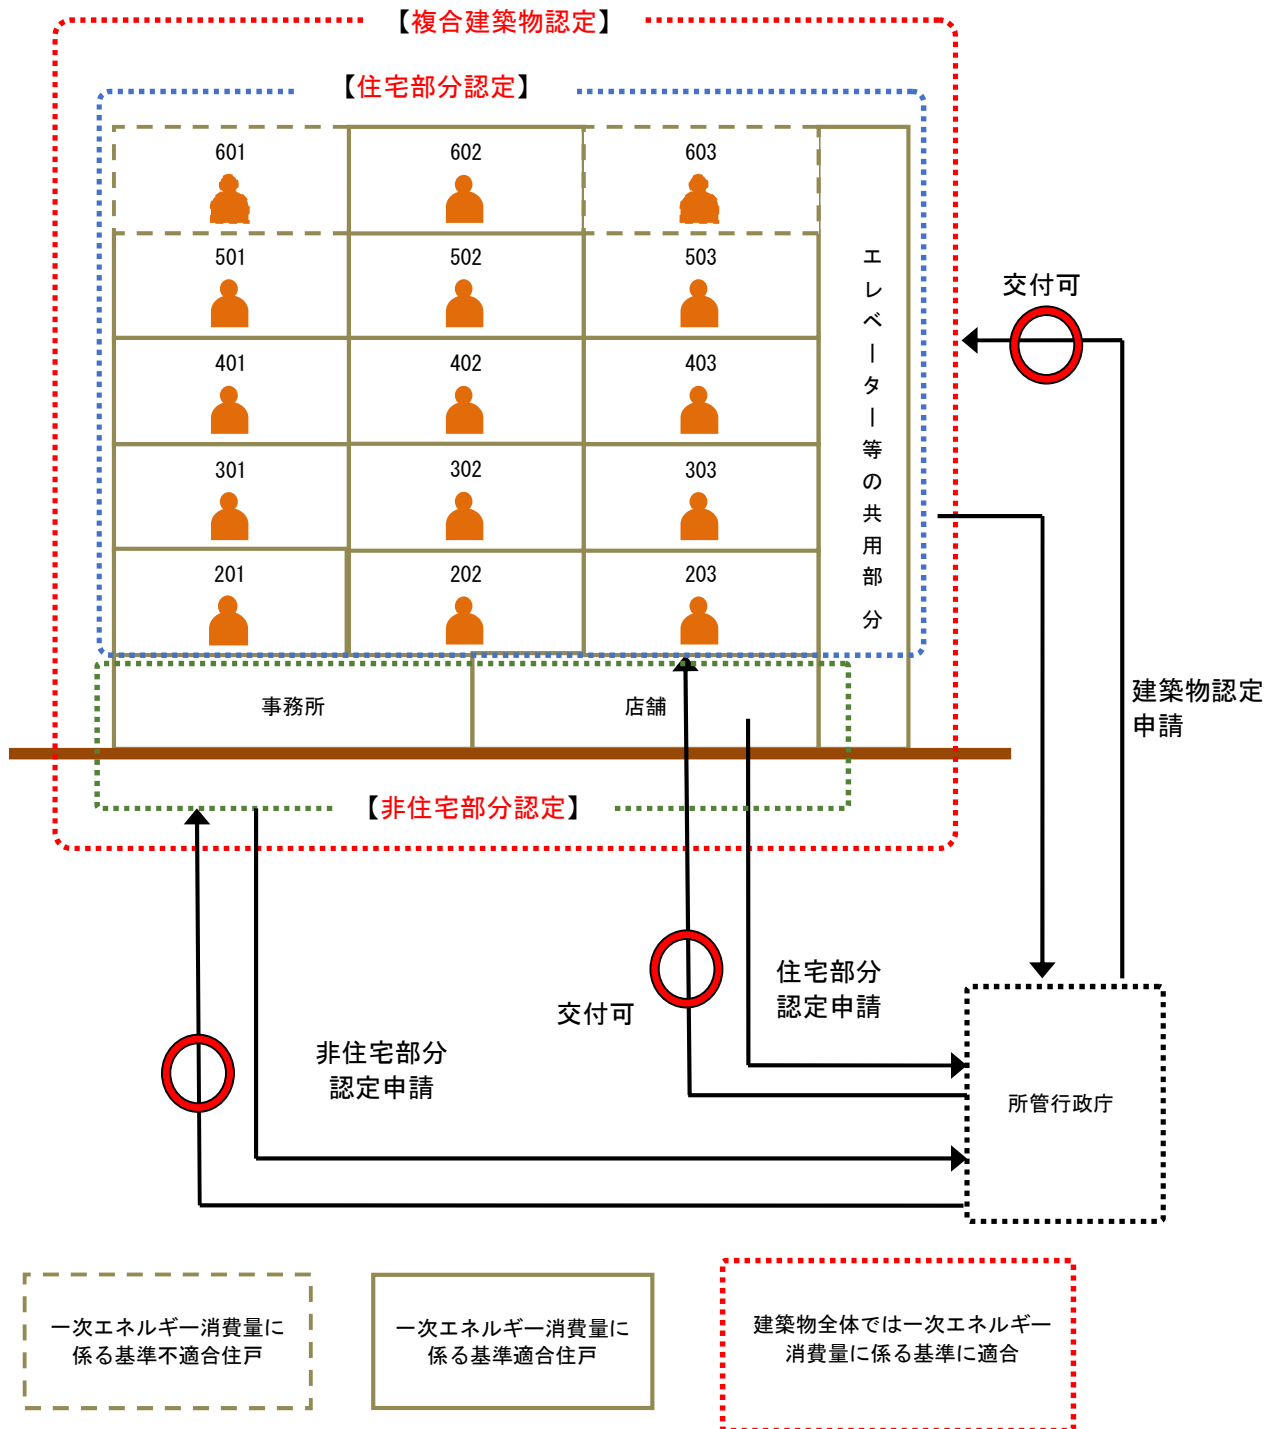 【複合建築物認定】
【住宅部分認定】
601
602
603
501
502
503
401
402
403
301
302
303
201
202
203
エレベーター等の共用部分
事務所
店舗
【非住宅部分認定】
交付可
建築物認定
申請
住宅部分
認定申請
交付可
非住宅部分
認定申請
所管行政庁
一次エネルギー消費量に
係る基準不適合住戸
一次エネルギー消費量に
係る基準適合住戸
建築物全体では一次エネルギー
消費量に係る基準に適合